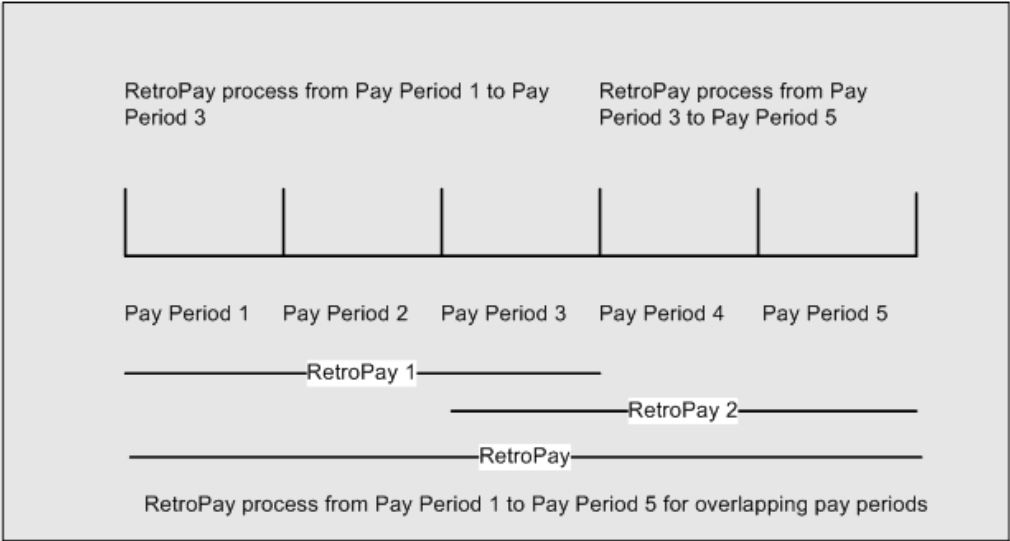 RetroPay process from Pay Period 1 to Pay
Period 3
RetroPay process from Pay
Period 3 to Pay Period 5
Pay Period 1
Pay Period 2
Pay Period 3
Pay Period 4
Pay Period 5
RetroPay 1
RetroPay 2
RetroPay
RetroPay process from Pay Period 1 to Pay Period 5 for overlapping pay periods